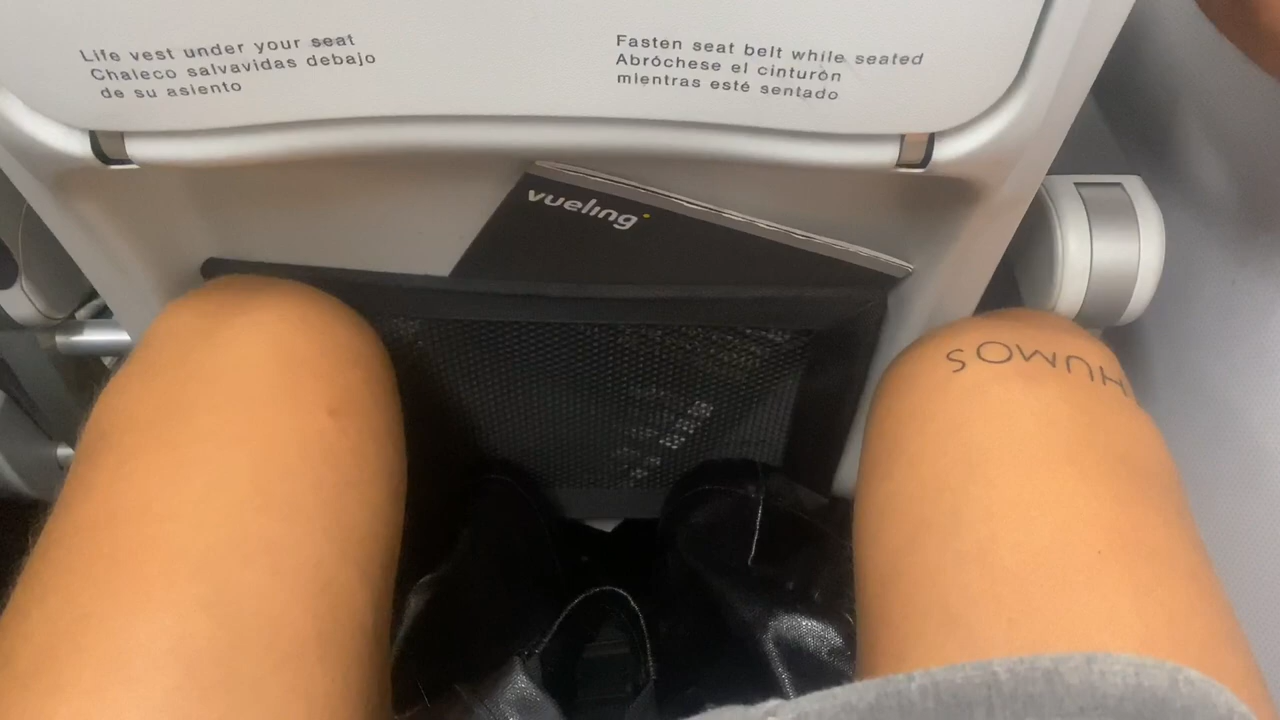 Life vest under your seat
Chaleco salvavidas debajo
de su asiento
Fasten seat belt while seated
Abróchese el cinturón
mientras esté sentado
vueling
HUMOS